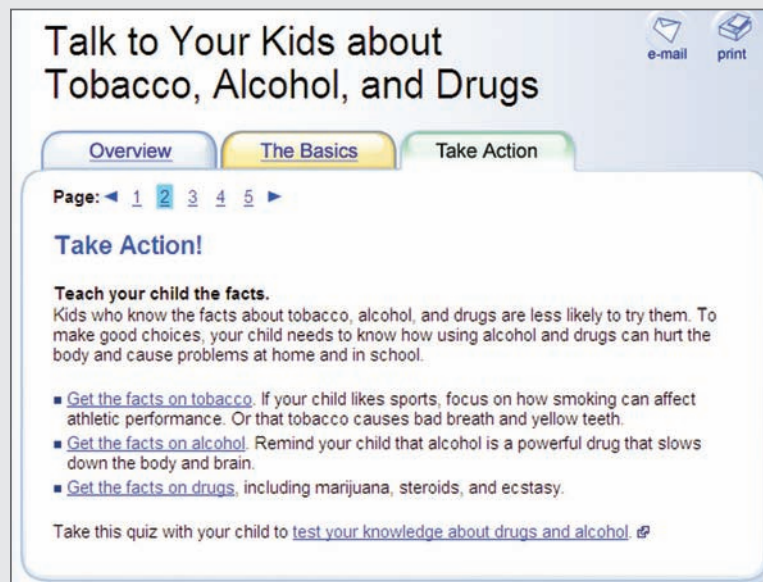 Talk to Your Kids about
Tobacco, Alcohol, and Drugs
e-mail print
Overview The Basics Take Action
Page: ◄ 1 2 3 4 5 ►
Take Action!
Teach your child the facts.
Kids who know the facts about tobacco, alcohol, and drugs are less likely to try them. To
make good choices, your child needs to know how using alcohol and drugs can hurt the
body and cause problems at home and in school.
▪ Get the facts on tobacco. If your child likes sports, focus on how smoking can affect
athletic performance. Or that tobacco causes bad breath and yellow teeth.
▪ Get the facts on alcohol. Remind your child that alcohol is a powerful drug that slows
down the body and brain.
▪ Get the facts on drugs, including marijuana, steroids, and ecstasy.
Take this quiz with your child to test your knowledge about drugs and alcohol.